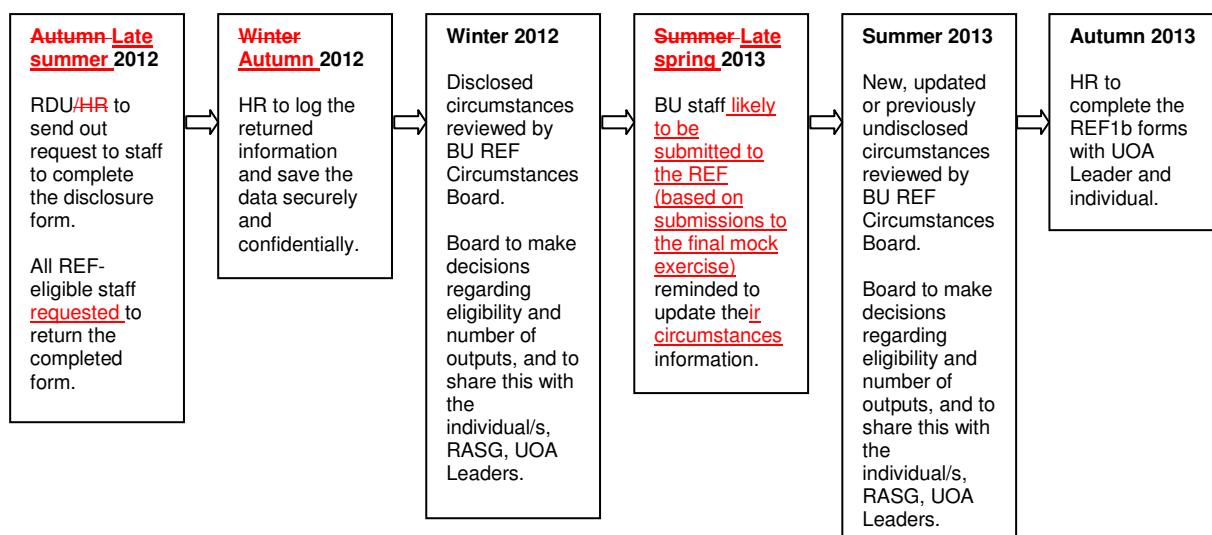 Autumn Late
summer 2012
RDU/HR to
send out
request to staff
to complete
the disclosure
form.
All REF-
eligible staff
requested to
return the
completed
form.
Winter
Autumn 2012
HR to log the
returned
information
and save the
data securely
and
confidentially.
Winter 2012
Disclosed
circumstances
reviewed by
BU REF
Circumstances
Board.
Board to make
decisions
regarding
eligibility and
number of
outputs, and to
share this with
the
individual/s,
RASG, UOA
Leaders.
Summer Late
spring 2013
BU staff likely
to be
submitted to
the REF
(based on
submissions to
the final mock
exercise)
reminded to
update their
circumstances
information.
Summer 2013
New, updated
or previously
undisclosed
circumstances
reviewed by
BU REF
Circumstances
Board.
Board to make
decisions
regarding
eligibility and
number of
outputs, and to
share this with
the
individual/s,
RASG, UOA
Leaders.
Autumn 2013
HR to
complete the
REF1b forms
with UOA
Leader and
individual.